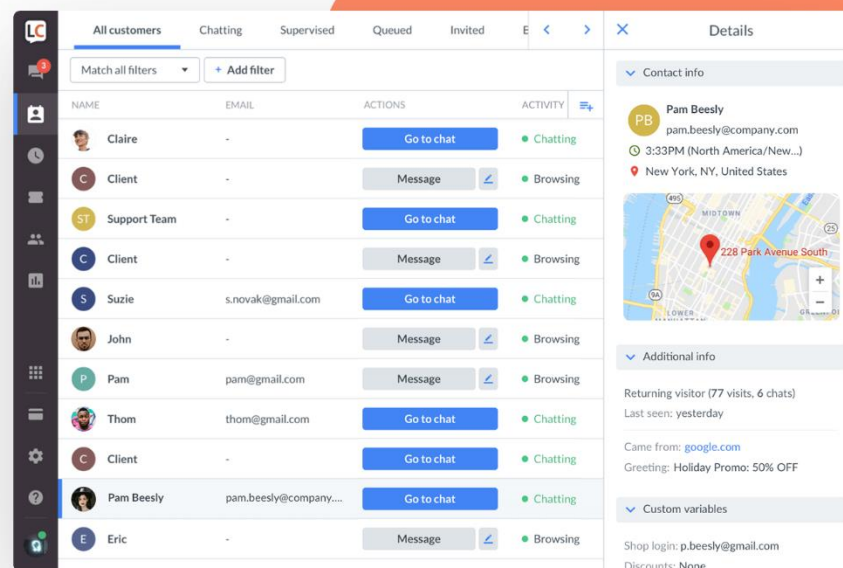 LC
3
All customers Chatting Supervised Queued Invited E
Details
Match all filters + Add filter
NAME EMAIL ACTIONS ACTIVITY
Claire - Go to chat Chatting
C Client - Message Browsing
ST Support Team - Go to chat Chatting
C Client - Message Browsing
S Suzie s.novak@gmail.com Go to chat Chatting
John - Message Browsing
P Pam pam@gmail.com Message Browsing
Thom thom@gmail.com Go to chat Chatting
C Client - Go to chat Chatting
Pam Beesly pam.beesly@company.... Go to chat Chatting
E Eric - Message Browsing
Contact info
PB Pam Beesly
pam.beesly@company.com
3:33PM (North America/New...)
New York, NY, United States
495
MIDTOWN
25
228 Park Avenue South
+
9A
−
LOWER
Additional info
Returning visitor (77 visits, 6 chats)
Last seen: yesterday
Came from: google.com
Greeting: Holiday Promo: 50% OFF
Custom variables
Shop login: p.beesly@gmail.com
Discounts: None